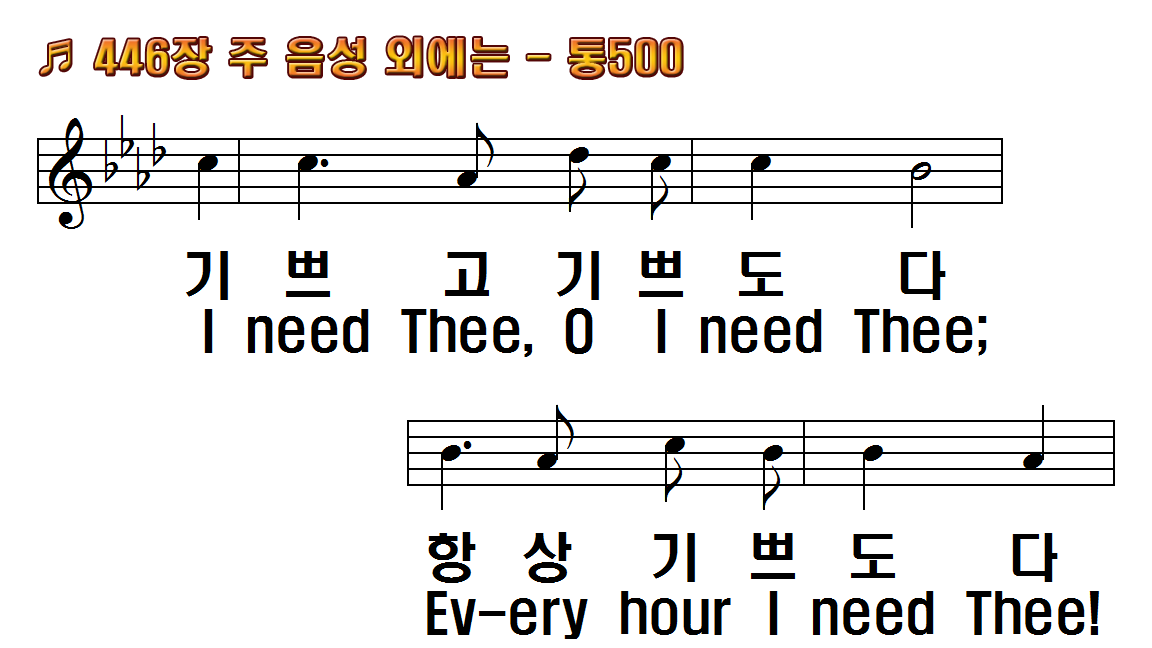 ♬ 446장 주 음성 외에는 - 통500
기 쁘 고 기 쁘 도 다
I need Thee, O I need Thee;
항 상 기 쁘 도 다
Ev-ery hour I need Thee!